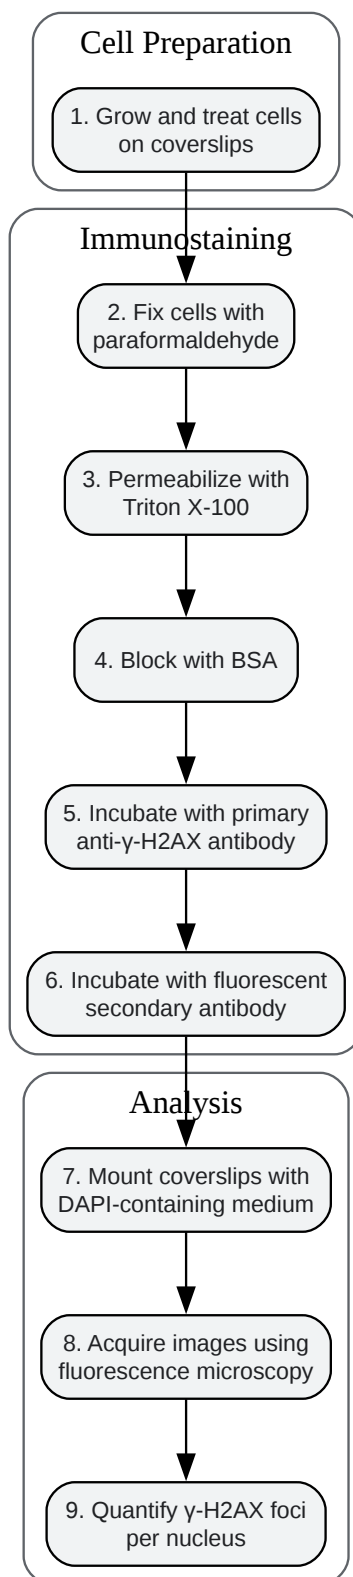 Cell Preparation
1. Grow and treat cells
on coverslips
Immunostaining
2. Fix cells with
paraformaldehyde
3. Permeabilize with
Triton X-100
4. Block with BSA
5. Incubate with primary
anti-γ-H2AX antibody
6. Incubate with fluorescent
secondary antibody
Analysis
7. Mount coverslips with
DAPI-containing medium
8. Acquire images using
fluorescence microscopy
9. Quantify γ-H2AX foci
per nucleus